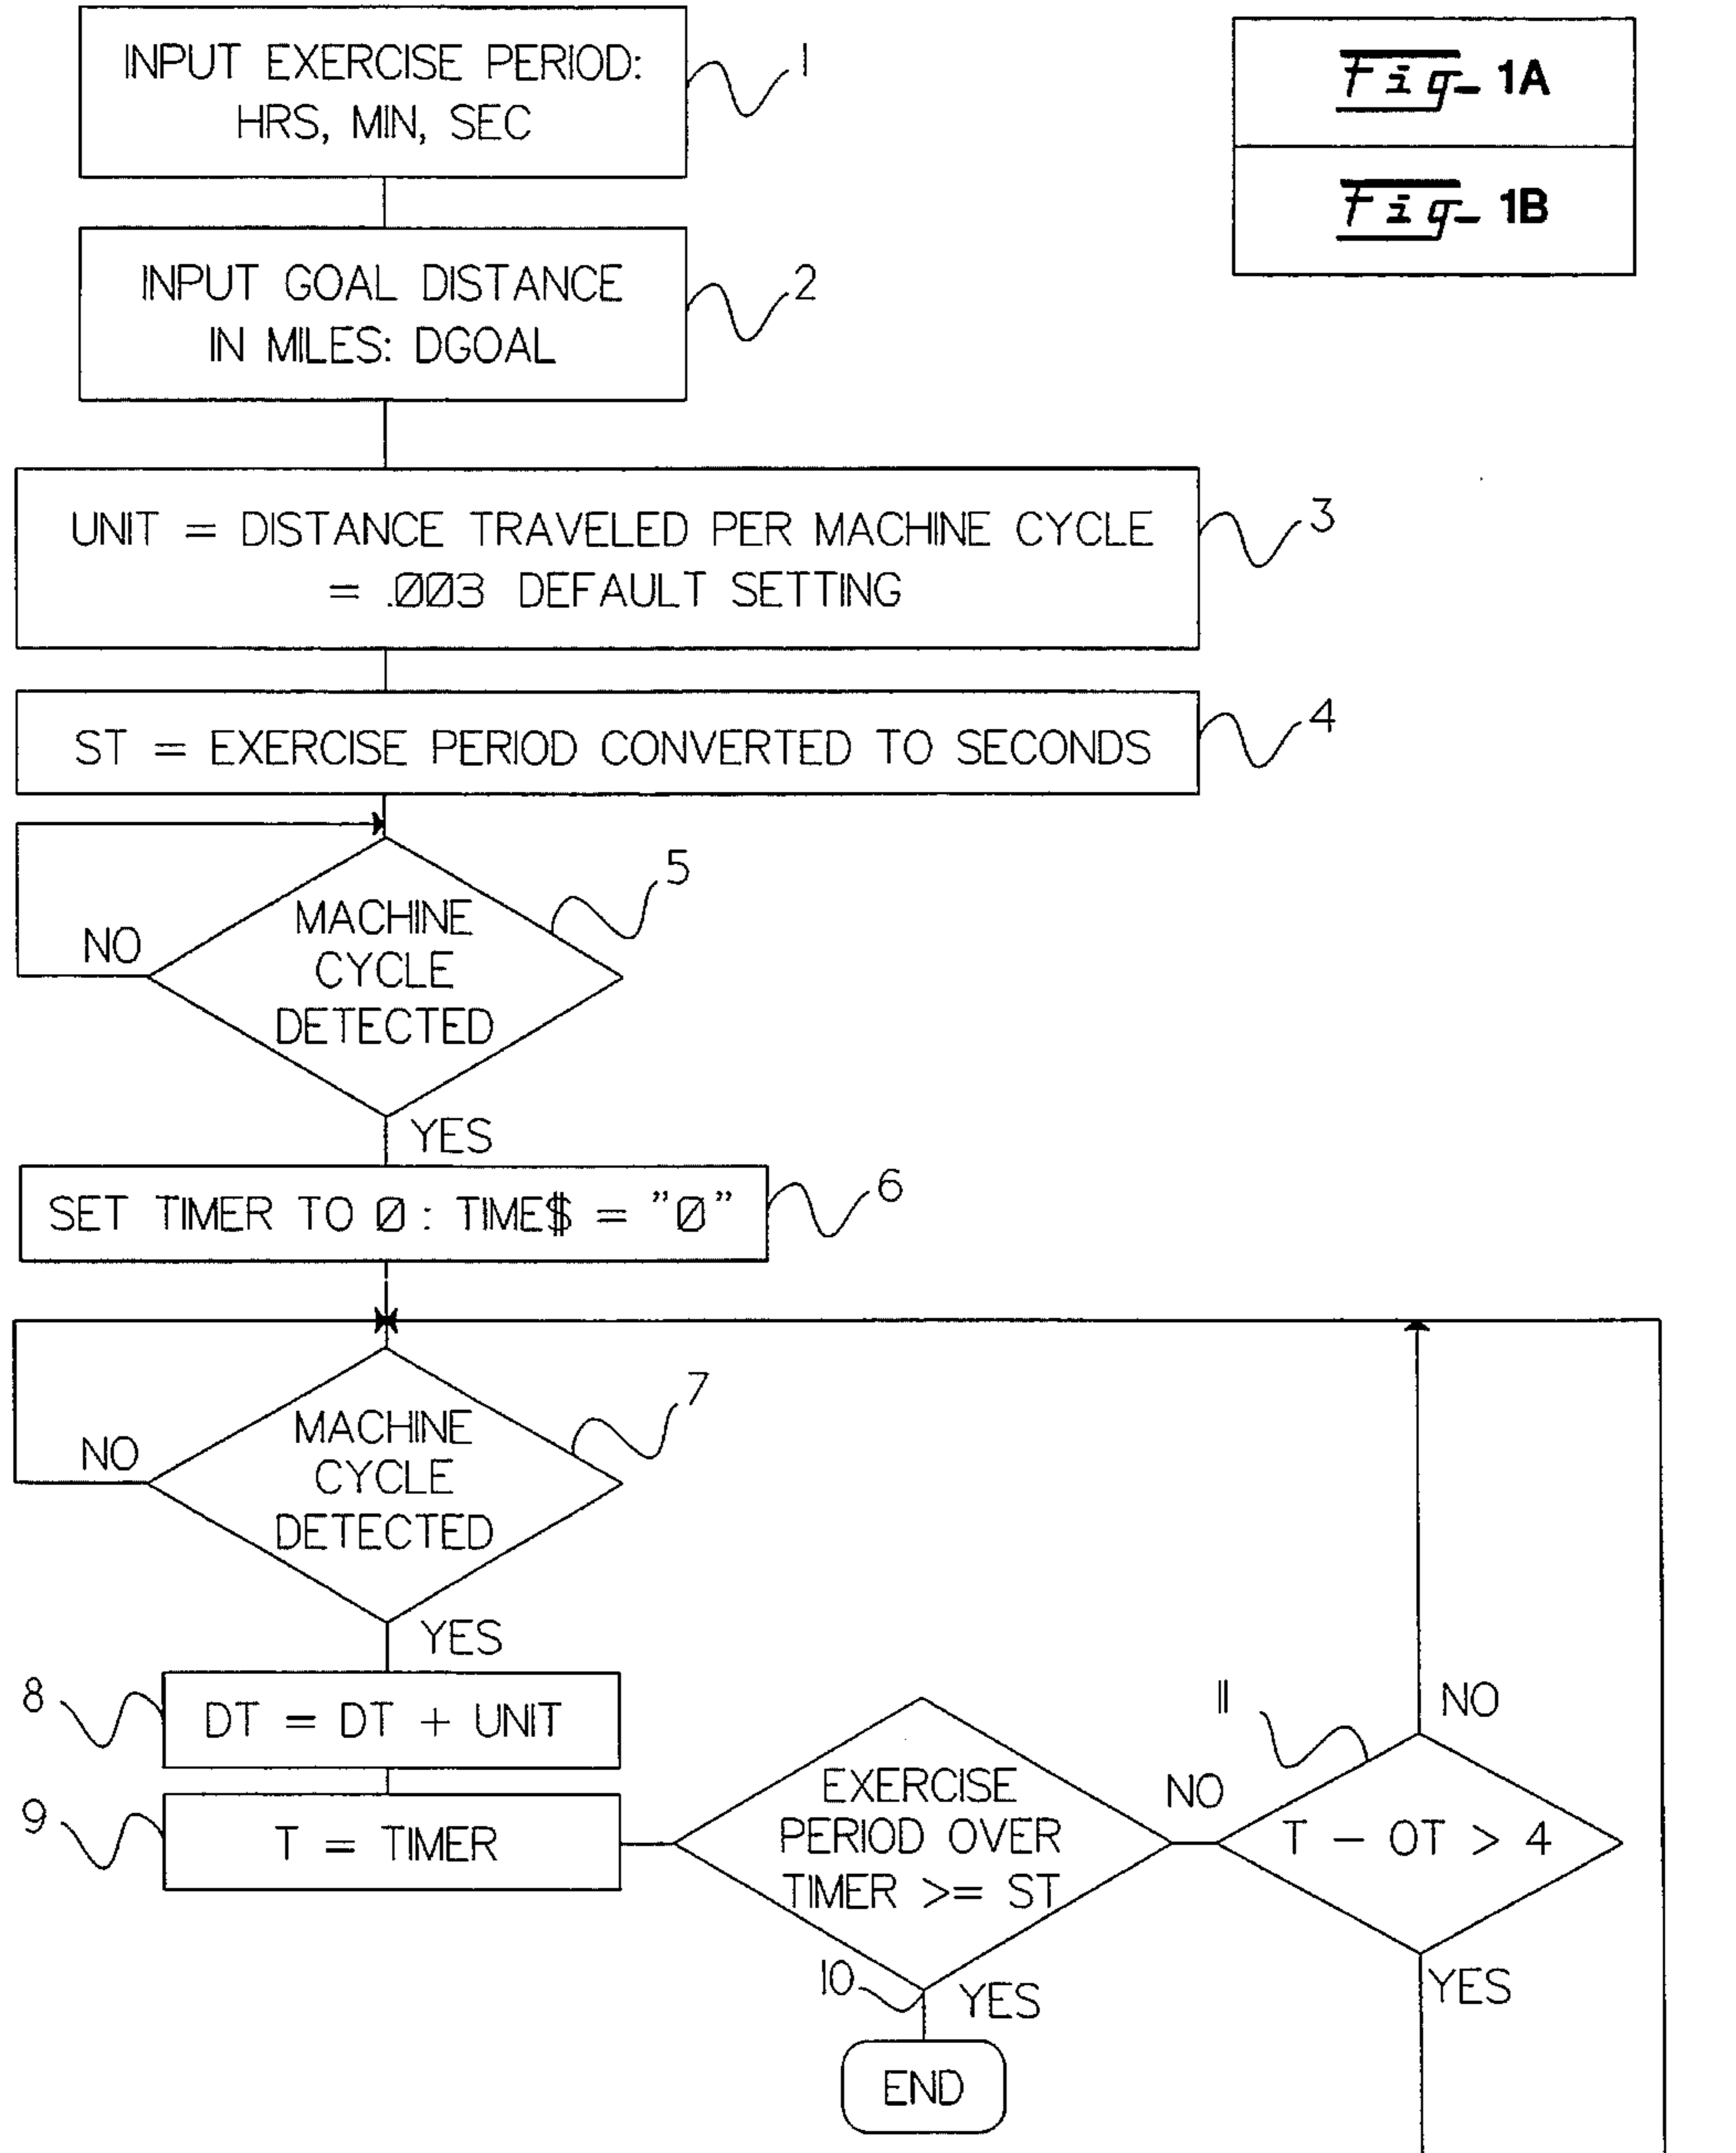 INPUT EXERCISE PERIOD:
HRS, MIN, SEC
1
Fig_ 1A
Fig_ 1B
INPUT GOAL DISTANCE
IN MILES: DGOAL
2
UNIT = DISTANCE TRAVELED PER MACHINE CYCLE
= .003 DEFAULT SETTING
3
ST = EXERCISE PERIOD CONVERTED TO SECONDS
4
MACHINE
CYCLE
DETECTED
5
NO
YES
SET TIMER TO 0 : TIME$ = "0"
6
MACHINE
CYCLE
DETECTED
7
NO
YES
8
DT = DT + UNIT
9
T = TIMER
EXERCISE
PERIOD OVER
TIMER >= ST
10
YES
END
NO
11
T - OT > 4
NO
YES